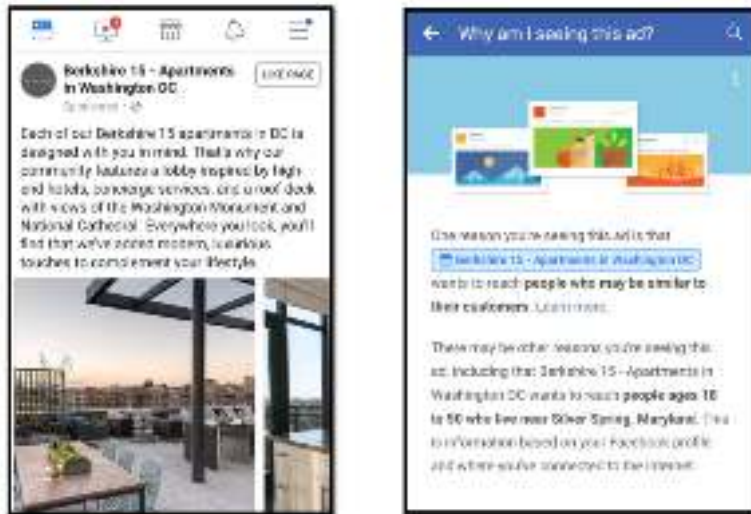 Berkshire 15 - Apartments
in Washington DC
LIKE PAGE
Sponsored
Each of our Berkshire 15 apartments in DC is
designed with you in mind. That's why our
community features a lobby inspired by high
end hotels, concierge services, and a roof deck
with views of the Washington Monument and
National Cathedral. Everywhere you look, you'll
find that we've added modern, luxurious
touches to complement your lifestyle.
Why am I seeing this ad?
One reason you're seeing this ad is that
Berkshire 15 - Apartments in Washington DC
wants to reach people who may be similar to
their customers. Learn more.
There may be other reasons you're seeing this
ad, including that Berkshire 15 - Apartments in
Washington DC wants to reach people ages 18
to 50 who live near Silver Spring, Maryland. This
is information based on your Facebook profile
and where you've connected to the internet.